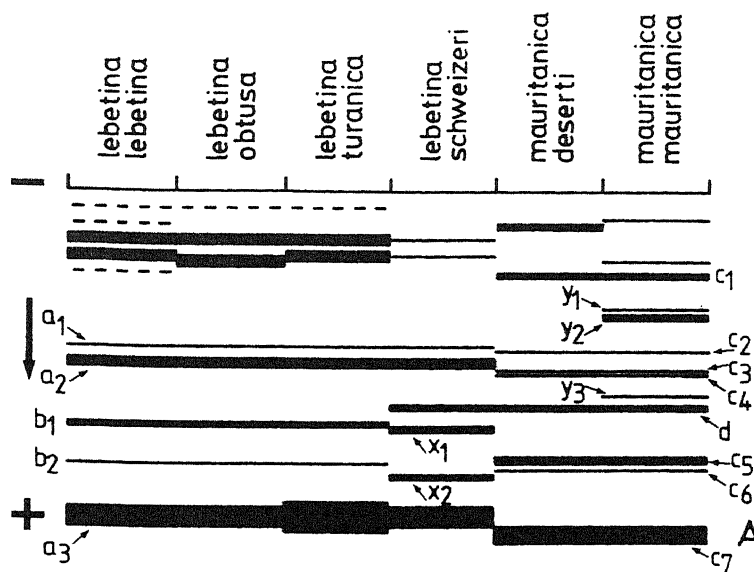 lebetina
lebetina
lebetina
obtusa
lebetina
turanica
lebetina
schweizeri
mauritanica
deserti
mauritanica
mauritanica
−
c1
y1
y2
a1
c2
a2
c3
c4
y3
d
b1
x1
b2
c5
c6
x2
+
a3
A
c7